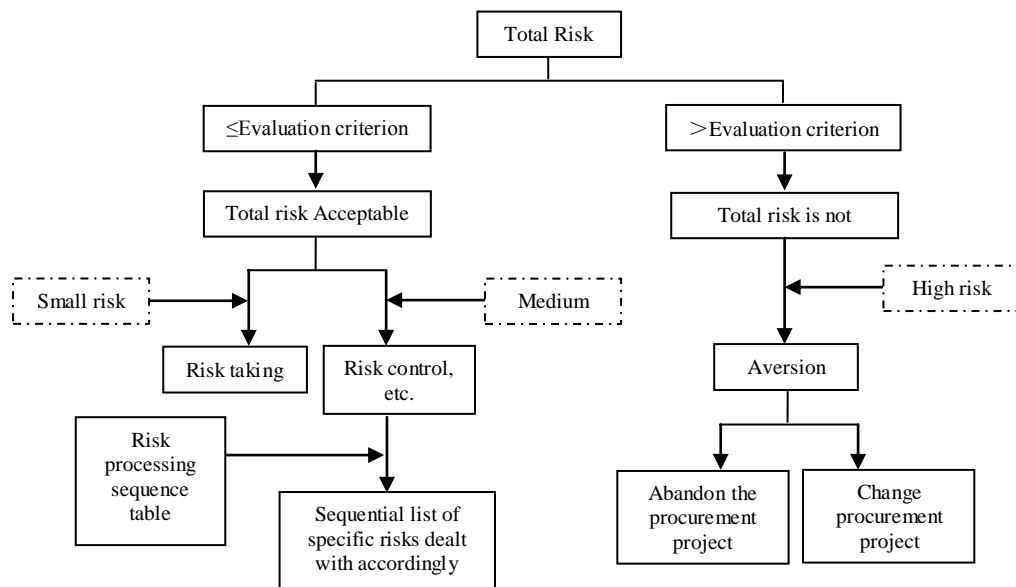 Total Risk
≤Evaluation criterion
＞Evaluation criterion
Total risk Acceptable
Total risk is not
Small risk
Medium
High risk
Risk taking
Risk control,
etc.
Aversion
Risk
processing
sequence
table
Sequential list of
specific risks dealt
with accordingly
Abandon the
procurement
project
Change
procurement
project